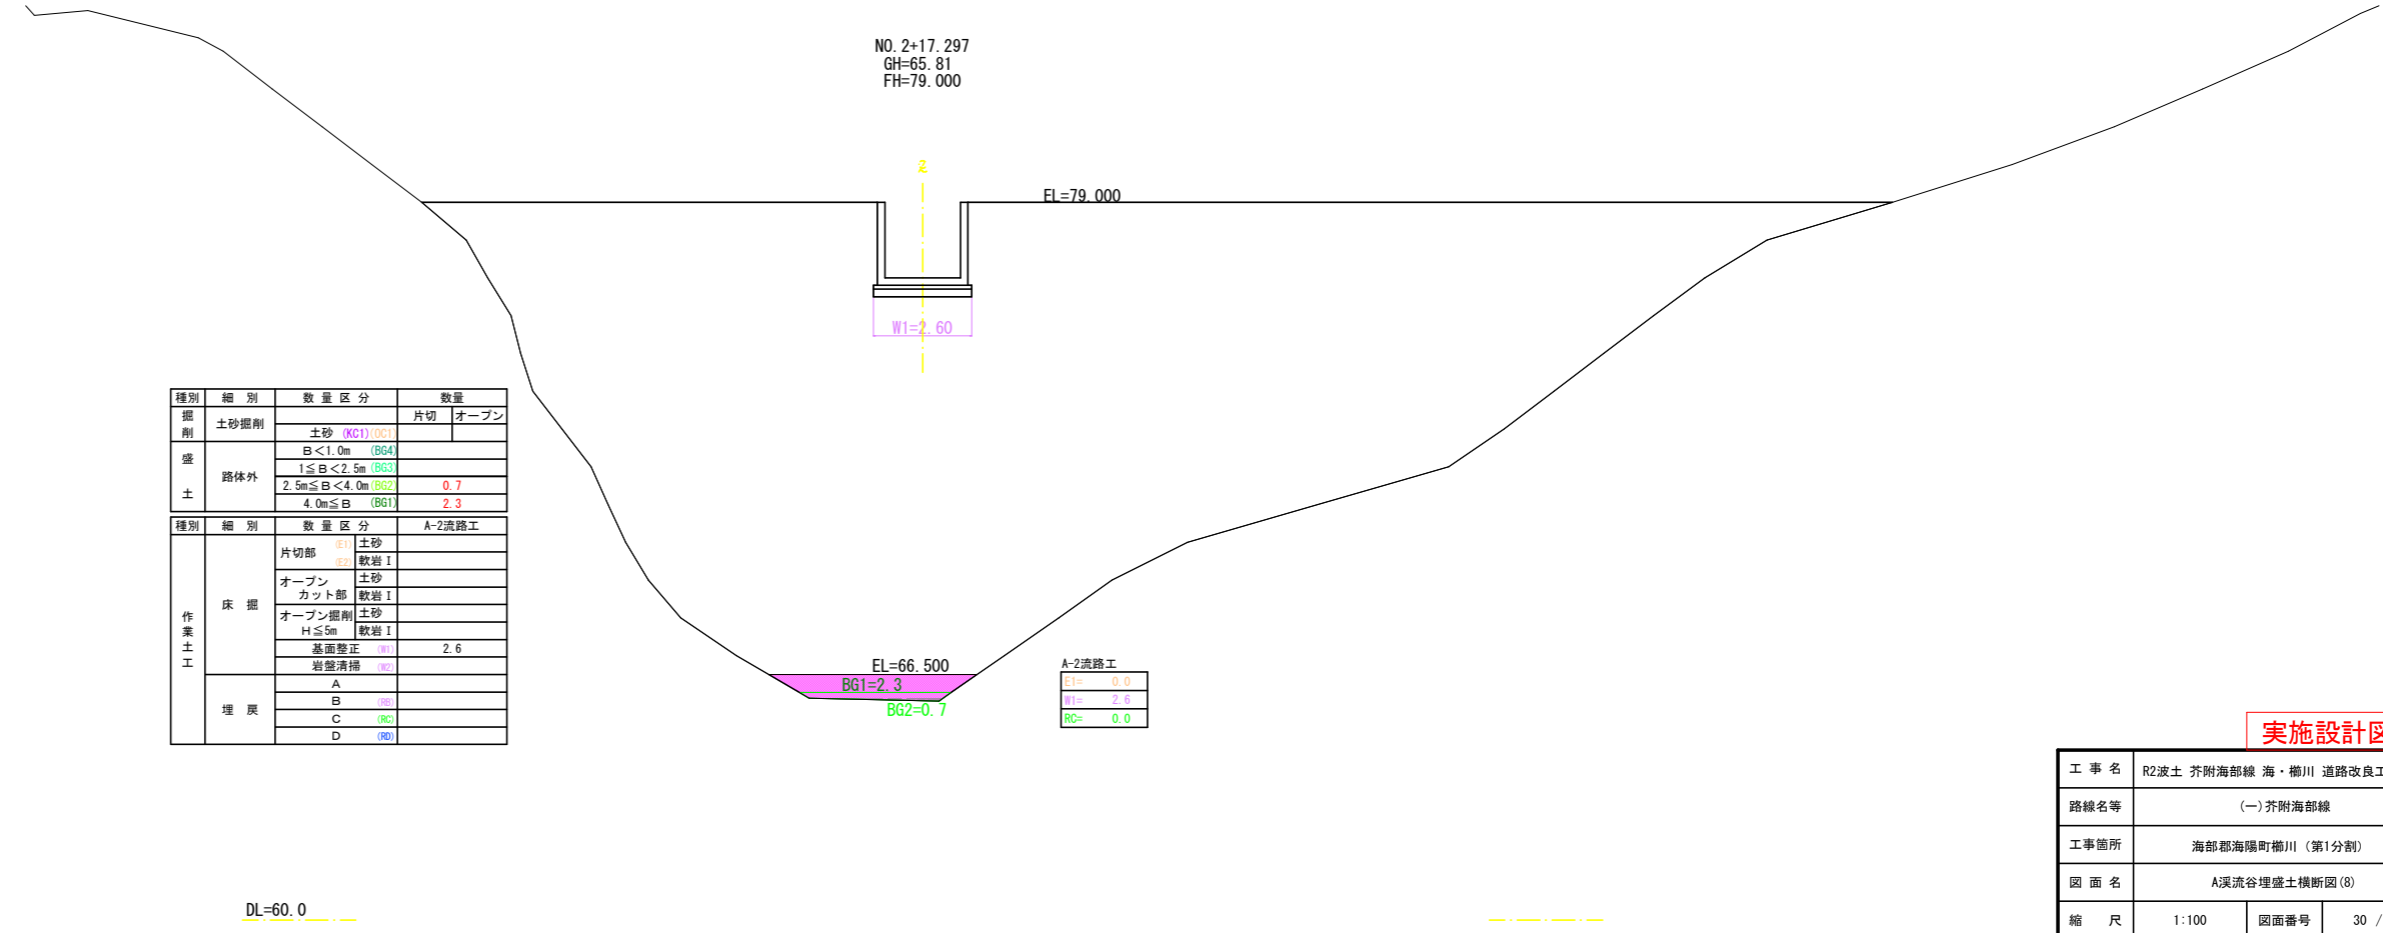 NO.2+17.297
GH=65.81
FH=79.000
EL=79.000
W1=2.60
種別 細 別 数 量 区 分 数量
掘削 土砂掘削 片切 オープン
土砂 (KC1)(OC1)
盛土 路体外 B<1.0m (BG4)
1≦B<2.5m (BG3)
2.5m≦B<4.0m (BG2) 0.7
4.0m≦B (BG1) 2.3
種別 細 別 数 量 区 分 A-2流路工
作業土工 床 掘 片切部 (E1) 土砂
(E2) 軟岩Ⅰ
オープン 土砂
カット部 軟岩Ⅰ
オープン掘削 土砂
H≦5m 軟岩Ⅰ
基面整正 (W1) 2.6
岩盤清掃 (W2)
埋 戻 A
B (RB)
C (RC)
D (RD)
EL=66.500
BG1=2.3
BG2=0.7
A-2流路工
E1= 0.0
W1= 2.6
RC= 0.0
DL=60.0
実施設計図
工 事 名 R2波土 芥附海部線 海・櫛川 道路改良工
路線名等 (一)芥附海部線
工事箇所 海部郡海陽町櫛川(第1分割)
図 面 名 A渓流谷埋盛土横断図(8)
縮 尺 1:100 図面番号 30 /